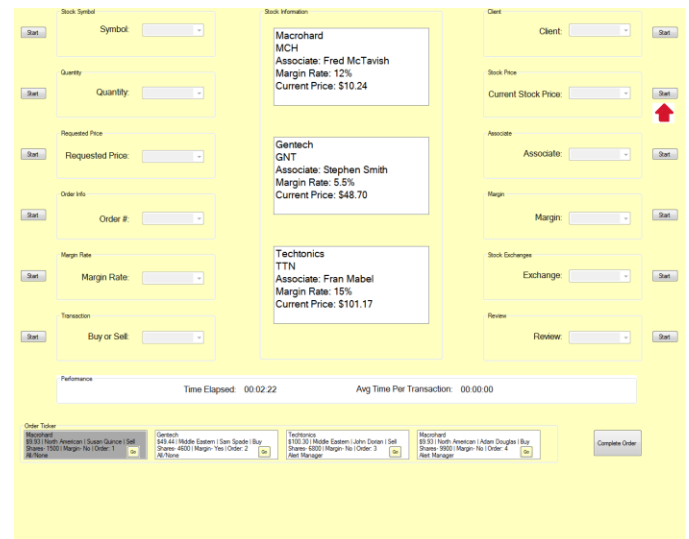 Stock Symbol
Start
Symbol:
Quantity
Start
Quantity:
Requested Price
Start
Requested Price:
Order Info
Start
Order #:
Margin Rate
Start
Margin Rate:
Transaction
Start
Buy or Sell:
Stock Information
Macrohard
MCH
Associate: Fred McTavish
Margin Rate: 12%
Current Price: $10.24
Gentech
GNT
Associate: Stephen Smith
Margin Rate: 5.5%
Current Price: $48.70
Techtonics
TTN
Associate: Fran Mabel
Margin Rate: 15%
Current Price: $101.17
Client
Client:
Start
Stock Price
Current Stock Price:
Start
Associate
Associate:
Start
Margin
Margin:
Start
Stock Exchanges
Exchange:
Start
Review
Review:
Start
Performance
Time Elapsed: 00:02:22
Avg Time Per Transaction: 00:00:00
Order Ticker
Macrohard
$9.93 | North American | Susan Quince | Sell
Shares- 1500 | Margin- No | Order: 1
All/None
Go
Gentech
$49.44 | Middle Eastern | Sam Spade | Buy
Shares- 4600 | Margin- Yes | Order: 2
All/None
Go
Techtonics
$100.30 | Middle Eastern | John Dorian | Sell
Shares- 6800 | Margin- No | Order: 3
Alert Manager
Go
Macrohard
$9.93 | North American | Adam Douglas | Buy
Shares- 9900 | Margin- No | Order: 4
Alert Manager
Go
Complete Order